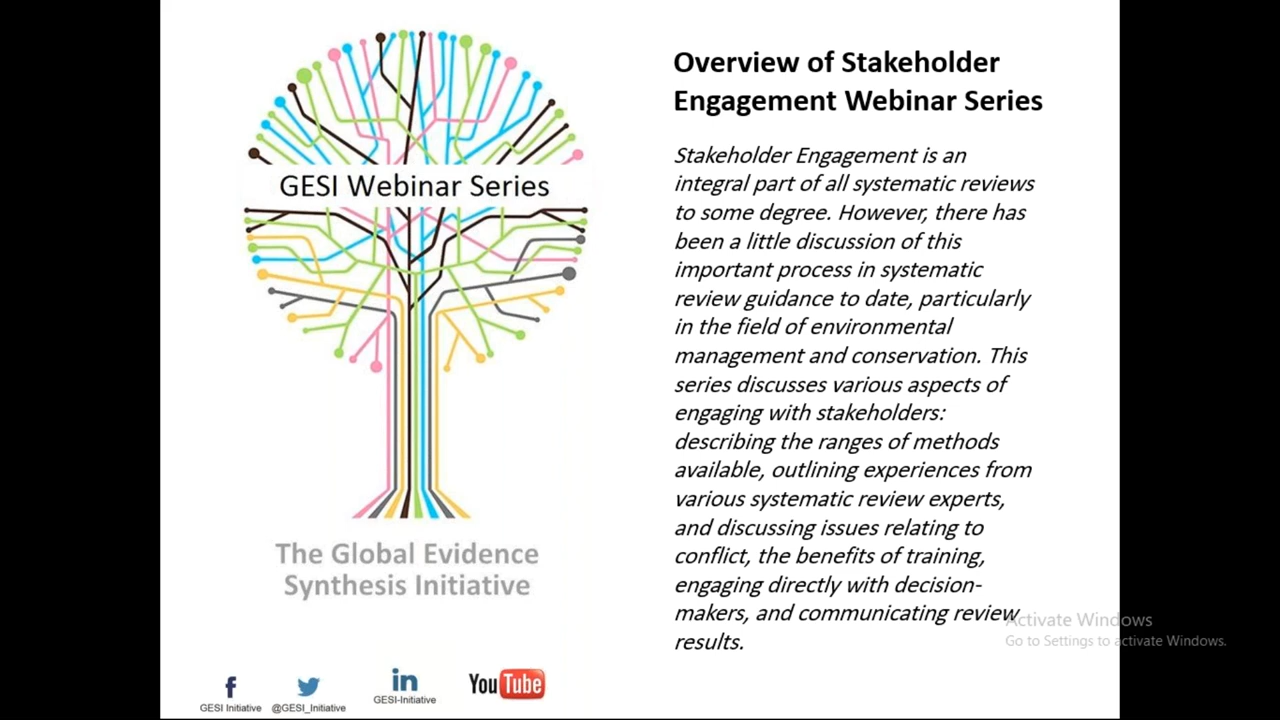 GESI Webinar Series
The Global Evidence
Synthesis Initiative
GESI Initiative
@GESI_Initiative
in
GESI-Initiative
YouTube
Overview of Stakeholder
Engagement Webinar Series
Stakeholder Engagement is an
integral part of all systematic reviews
to some degree. However, there has
been a little discussion of this
important process in systematic
review guidance to date, particularly
in the field of environmental
management and conservation. This
series discusses various aspects of
engaging with stakeholders:
describing the ranges of methods
available, outlining experiences from
various systematic review experts,
and discussing issues relating to
conflict, the benefits of training,
engaging directly with decision-
makers, and communicating review
results.
Activate Windows
Go to Settings to activate Windows.